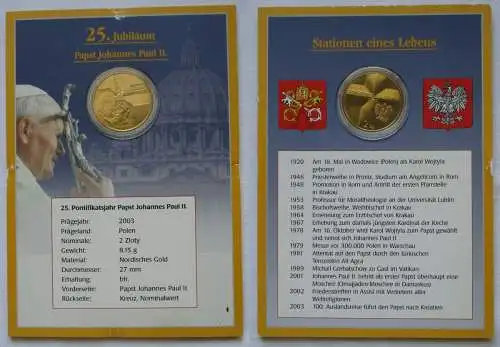 25. Jubiläum
Papst Johannes Paul II.
25. Pontifikatsjahr Papst Johannes Paul II.
Prägejahr: 2003
Prägeland: Polen
Nominale: 2 Zloty
Gewicht: 8,15 g
Material: Nordisches Gold
Durchmesser: 27 mm
Erhaltung: bfr.
Vorderseite: Papst Johannes Paul II.
Rückseite: Kreuz, Nominalwert
Stationen eines Lebens
1920 Am 18. Mai in Wadowice (Polen) als Karol Wojtyla
geboren
1946 Priesterweihe in Promir, Studium am Angelicum in Rom
1948 Promotion in Rom und Antritt der ersten Pfarrstelle
in Krakau
1953 Professor für Moraltheologie an der Universität Lublin
1958 Bischofsweihe, Weihbischof in Krakau
1964 Ernennung zum Erzbischof von Krakau
1967 Erhebung zum damals jüngsten Kardinal der Kirche
1978 Am 16. Oktober wird Karol Wojtyla zum Papst gewählt
und nennt sich Johannes Paul II.
1979 Messe vor 300.000 Polen in Warschau
1981 Attentat auf den Papst durch den türkischen
Terroristen Ali Agca
1989 Michail Gorbatschow zu Gast im Vatikan
2001 Johannes Paul II. betritt als erster Papst überhaupt eine
Moschee (Omajjaden-Moschee in Damaskus)
2002 Friedenstreffen in Assisi mit Vertretern aller
Weltreligionen
2003 100. Auslandsreise führt den Papst nach Kroatien